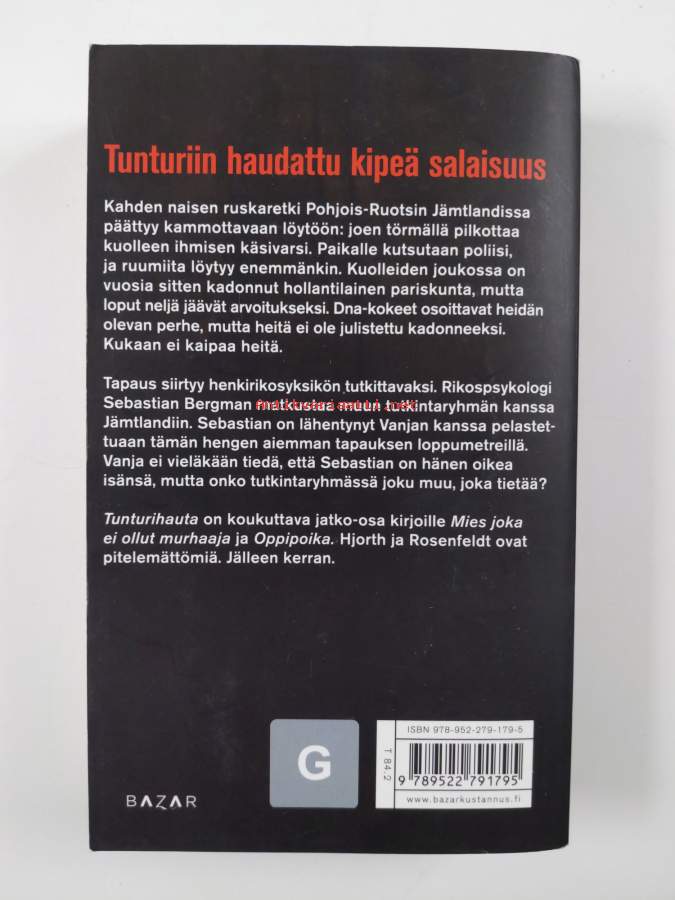 Tunturiin haudattu kipeä salaisuus
Kahden naisen ruskaretki Pohjois-Ruotsin Jämtlandissa
päättyy kammottavaan löytöön: joen törmällä pilkottaa
kuolleen ihmisen käsivarsi. Paikalle kutsutaan poliisi,
ja ruumiita löytyy enemmänkin. Kuolleiden joukossa on
vuosia sitten kadonnut hollantilainen pariskunta, mutta
loput neljä jäävät arvoitukseksi. Dna-kokeet osoittavat heidän
olevan perhe, mutta heitä ei ole julistettu kadonneeksi.
Kukaan ei kaipaa heitä.
Tapaus siirtyy henkirikosyksikön tutkittavaksi. Rikospsykologi
Sebastian Bergman matkustaa muun tutkintaryhmän kanssa
Jämtlandiin. Sebastian on lähentynyt Vanjan kanssa pelastet-
tuaan tämän hengen aiemman tapauksen loppumetreillä.
Vanja ei vieläkään tiedä, että Sebastian on hänen oikea
isänsä, mutta onko tutkintaryhmässä joku muu, joka tietää?
Tunturihauta on koukuttava jatko-osa kirjoille Mies joka
ei ollut murhaaja ja Oppipoika. Hjorth ja Rosenfeldt ovat
pitelemättömiä. Jälleen kerran.
BAZAR
G
T 84.2
ISBN 978-952-279-179-5
9 789522 791795
www.bazarkustannus.fi